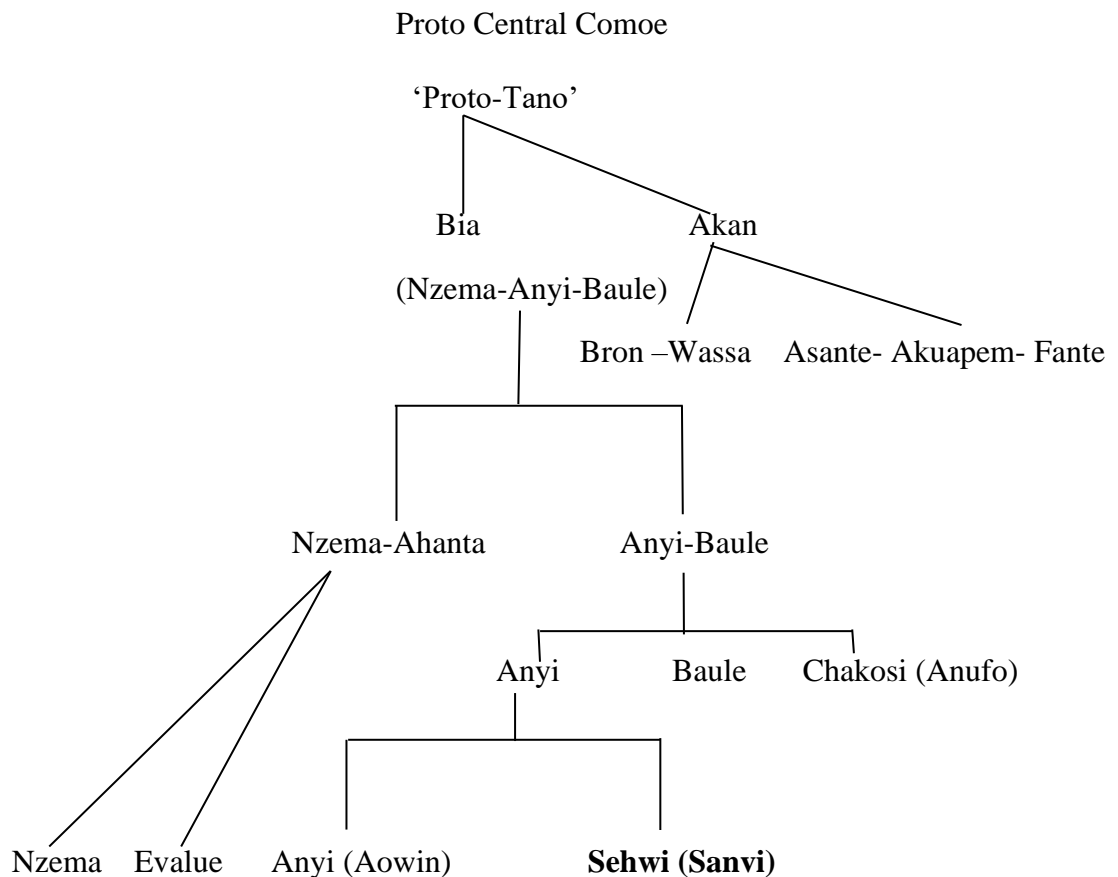 Proto Central Comoe
‘Proto-Tano’
Bia Akan
(Nzema-Anyi-Baule)
Bron –Wassa Asante- Akuapem- Fante
Nzema-Ahanta Anyi-Baule
Anyi Baule Chakosi (Anufo)
Nzema Evalue Anyi (Aowin) Sehwi (Sanvi)